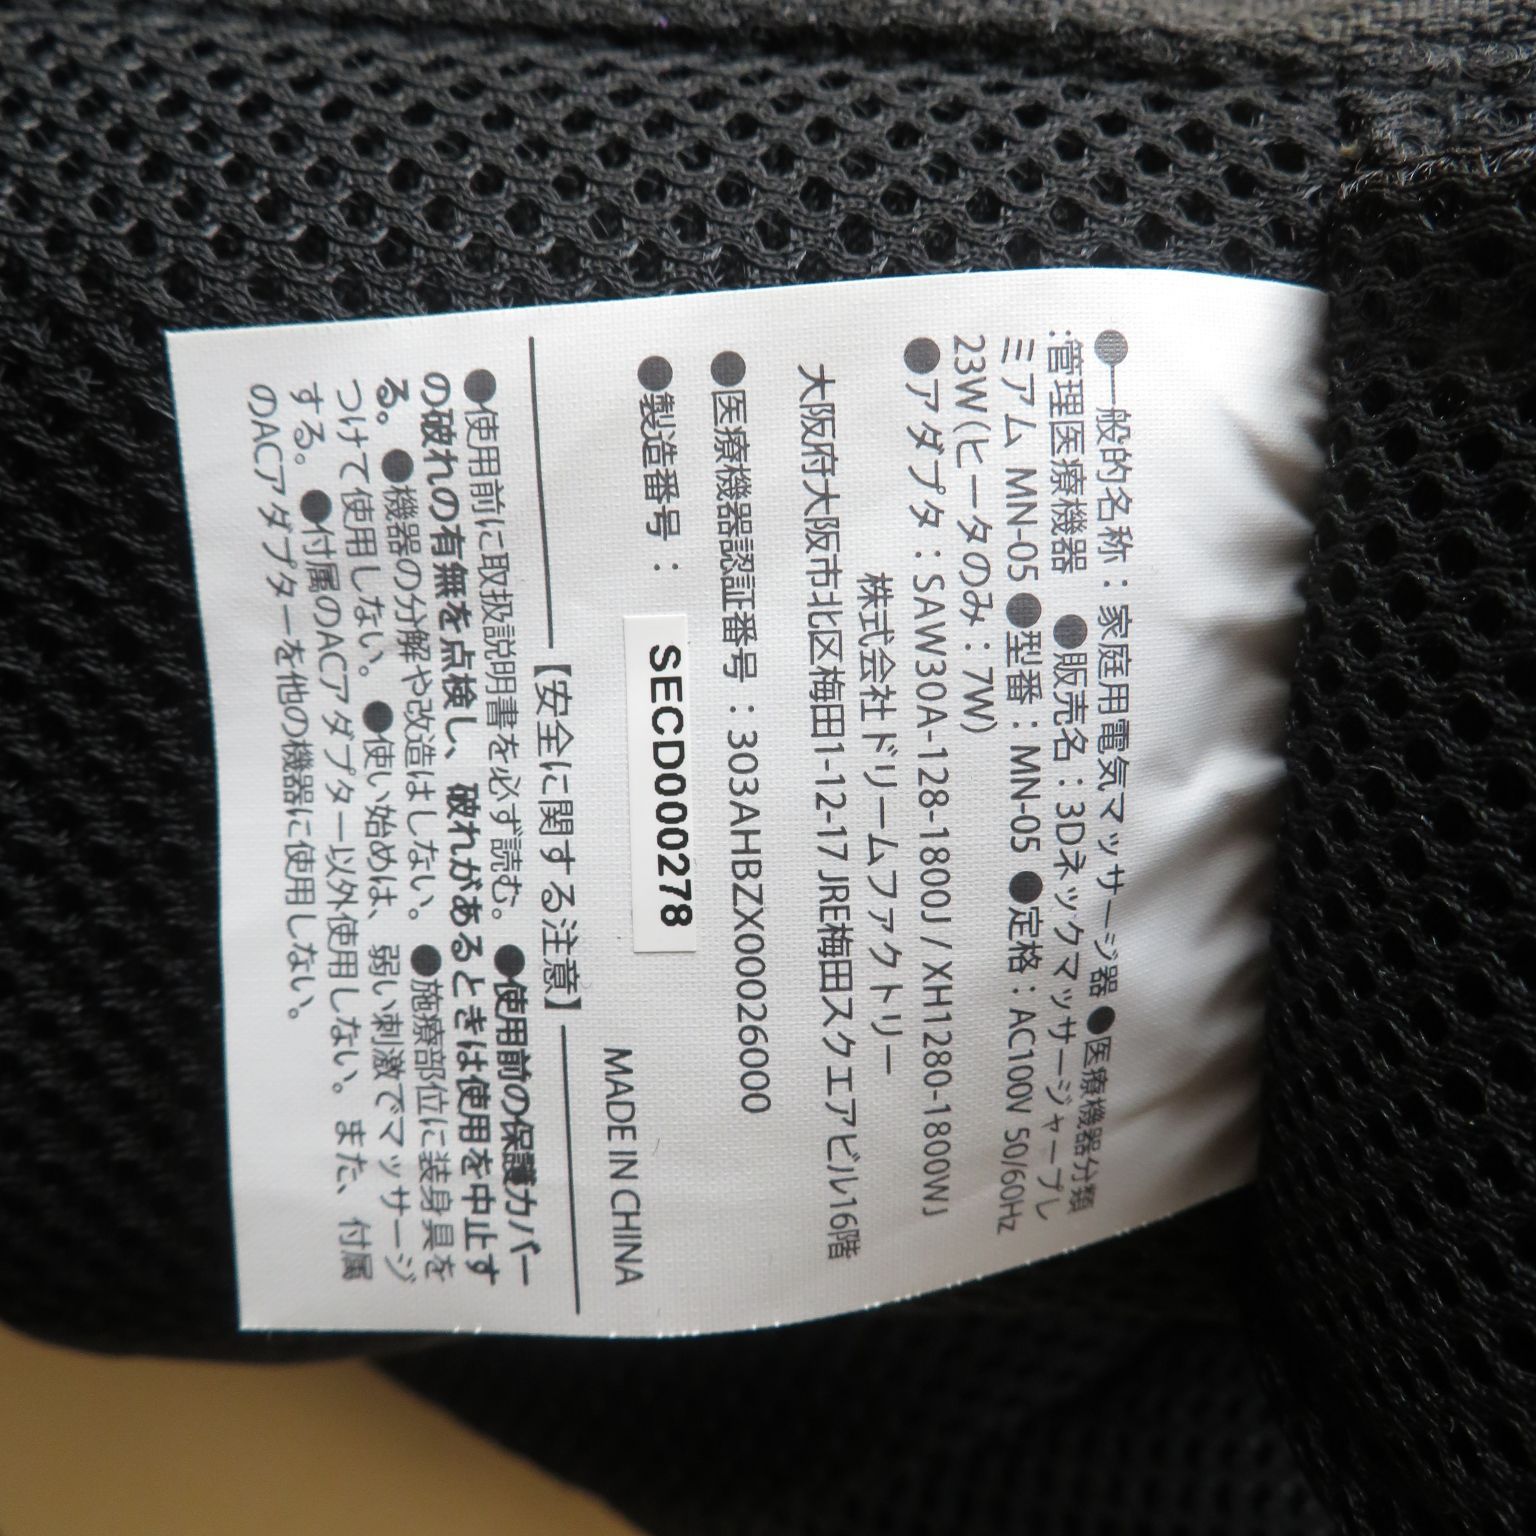 ●一般的名称：家庭用電気マッサージ器 ●医療機器分類
:管理医療機器 ●販売名：3Dネックマッサージャープレ
ミアム MN-05 ●型番：MN-05 ●定格：AC100V 50/60Hz
23W(ヒータのみ：7W)
●アダプタ：SAW30A-128-1800J / XH1280-1800WJ
株式会社ドリームファクトリー
大阪府大阪市北区梅田1-12-17 JRE梅田スクエアビル16階
●医療機器認証番号：303AHBZX00026000
●製造番号： SECD000278
MADE IN CHINA
【安全に関する注意】
●使用前に取扱説明書を必ず読む。 ●使用前の保護カバー
の破れの有無を点検し、破れがあるときは使用を中止す
る。 ●機器の分解や改造はしない。 ●施療部位に装身具を
つけて使用しない。 ●使い始めは、弱い刺激でマッサージ
する。 ●付属のACアダプター以外使用しない。また、付属
のACアダプターを他の機器に使用しない。